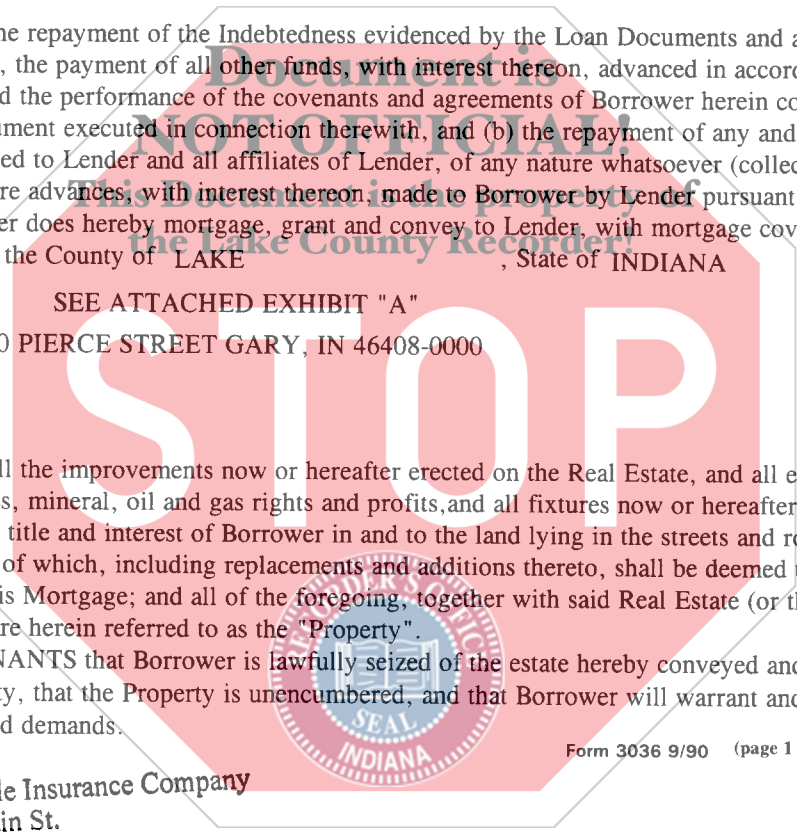 he repayment of the Indebtedness evidenced by the Loan Documents and a
, the payment of all other funds, with interest thereon, advanced in accor
Document is
d the performance of the covenants and agreements of Borrower herein co
ument executed in connection therewith, and (b) the repayment of any and
NOT OFFICIAL!
ed to Lender and all affiliates of Lender, of any nature whatsoever (collec
re advances, with interest thereon, made to Borrower by Lender pursuant
This Document is the property of
er does hereby mortgage, grant and convey to Lender, with mortgage cov
the Lake County Recorder!
the County of LAKE , State of INDIANA
SEE ATTACHED EXHIBIT "A"
0 PIERCE STREET GARY, IN 46408-0000
STOP
ll the improvements now or hereafter erected on the Real Estate, and all e
s, mineral, oil and gas rights and profits,and all fixtures now or hereafter
title and interest of Borrower in and to the land lying in the streets and r
of which, including replacements and additions thereto, shall be deemed
is Mortgage; and all of the foregoing, together with said Real Estate (or t
re herein referred to as the "Property".
NANTS that Borrower is lawfully seized of the estate hereby conveyed and
ty, that the Property is unencumbered, and that Borrower will warrant and
d demands.
RECORDER'S OFFICE
SEAL
INDIANA
Form 3036 9/90 (page 1
le Insurance Company
in St.